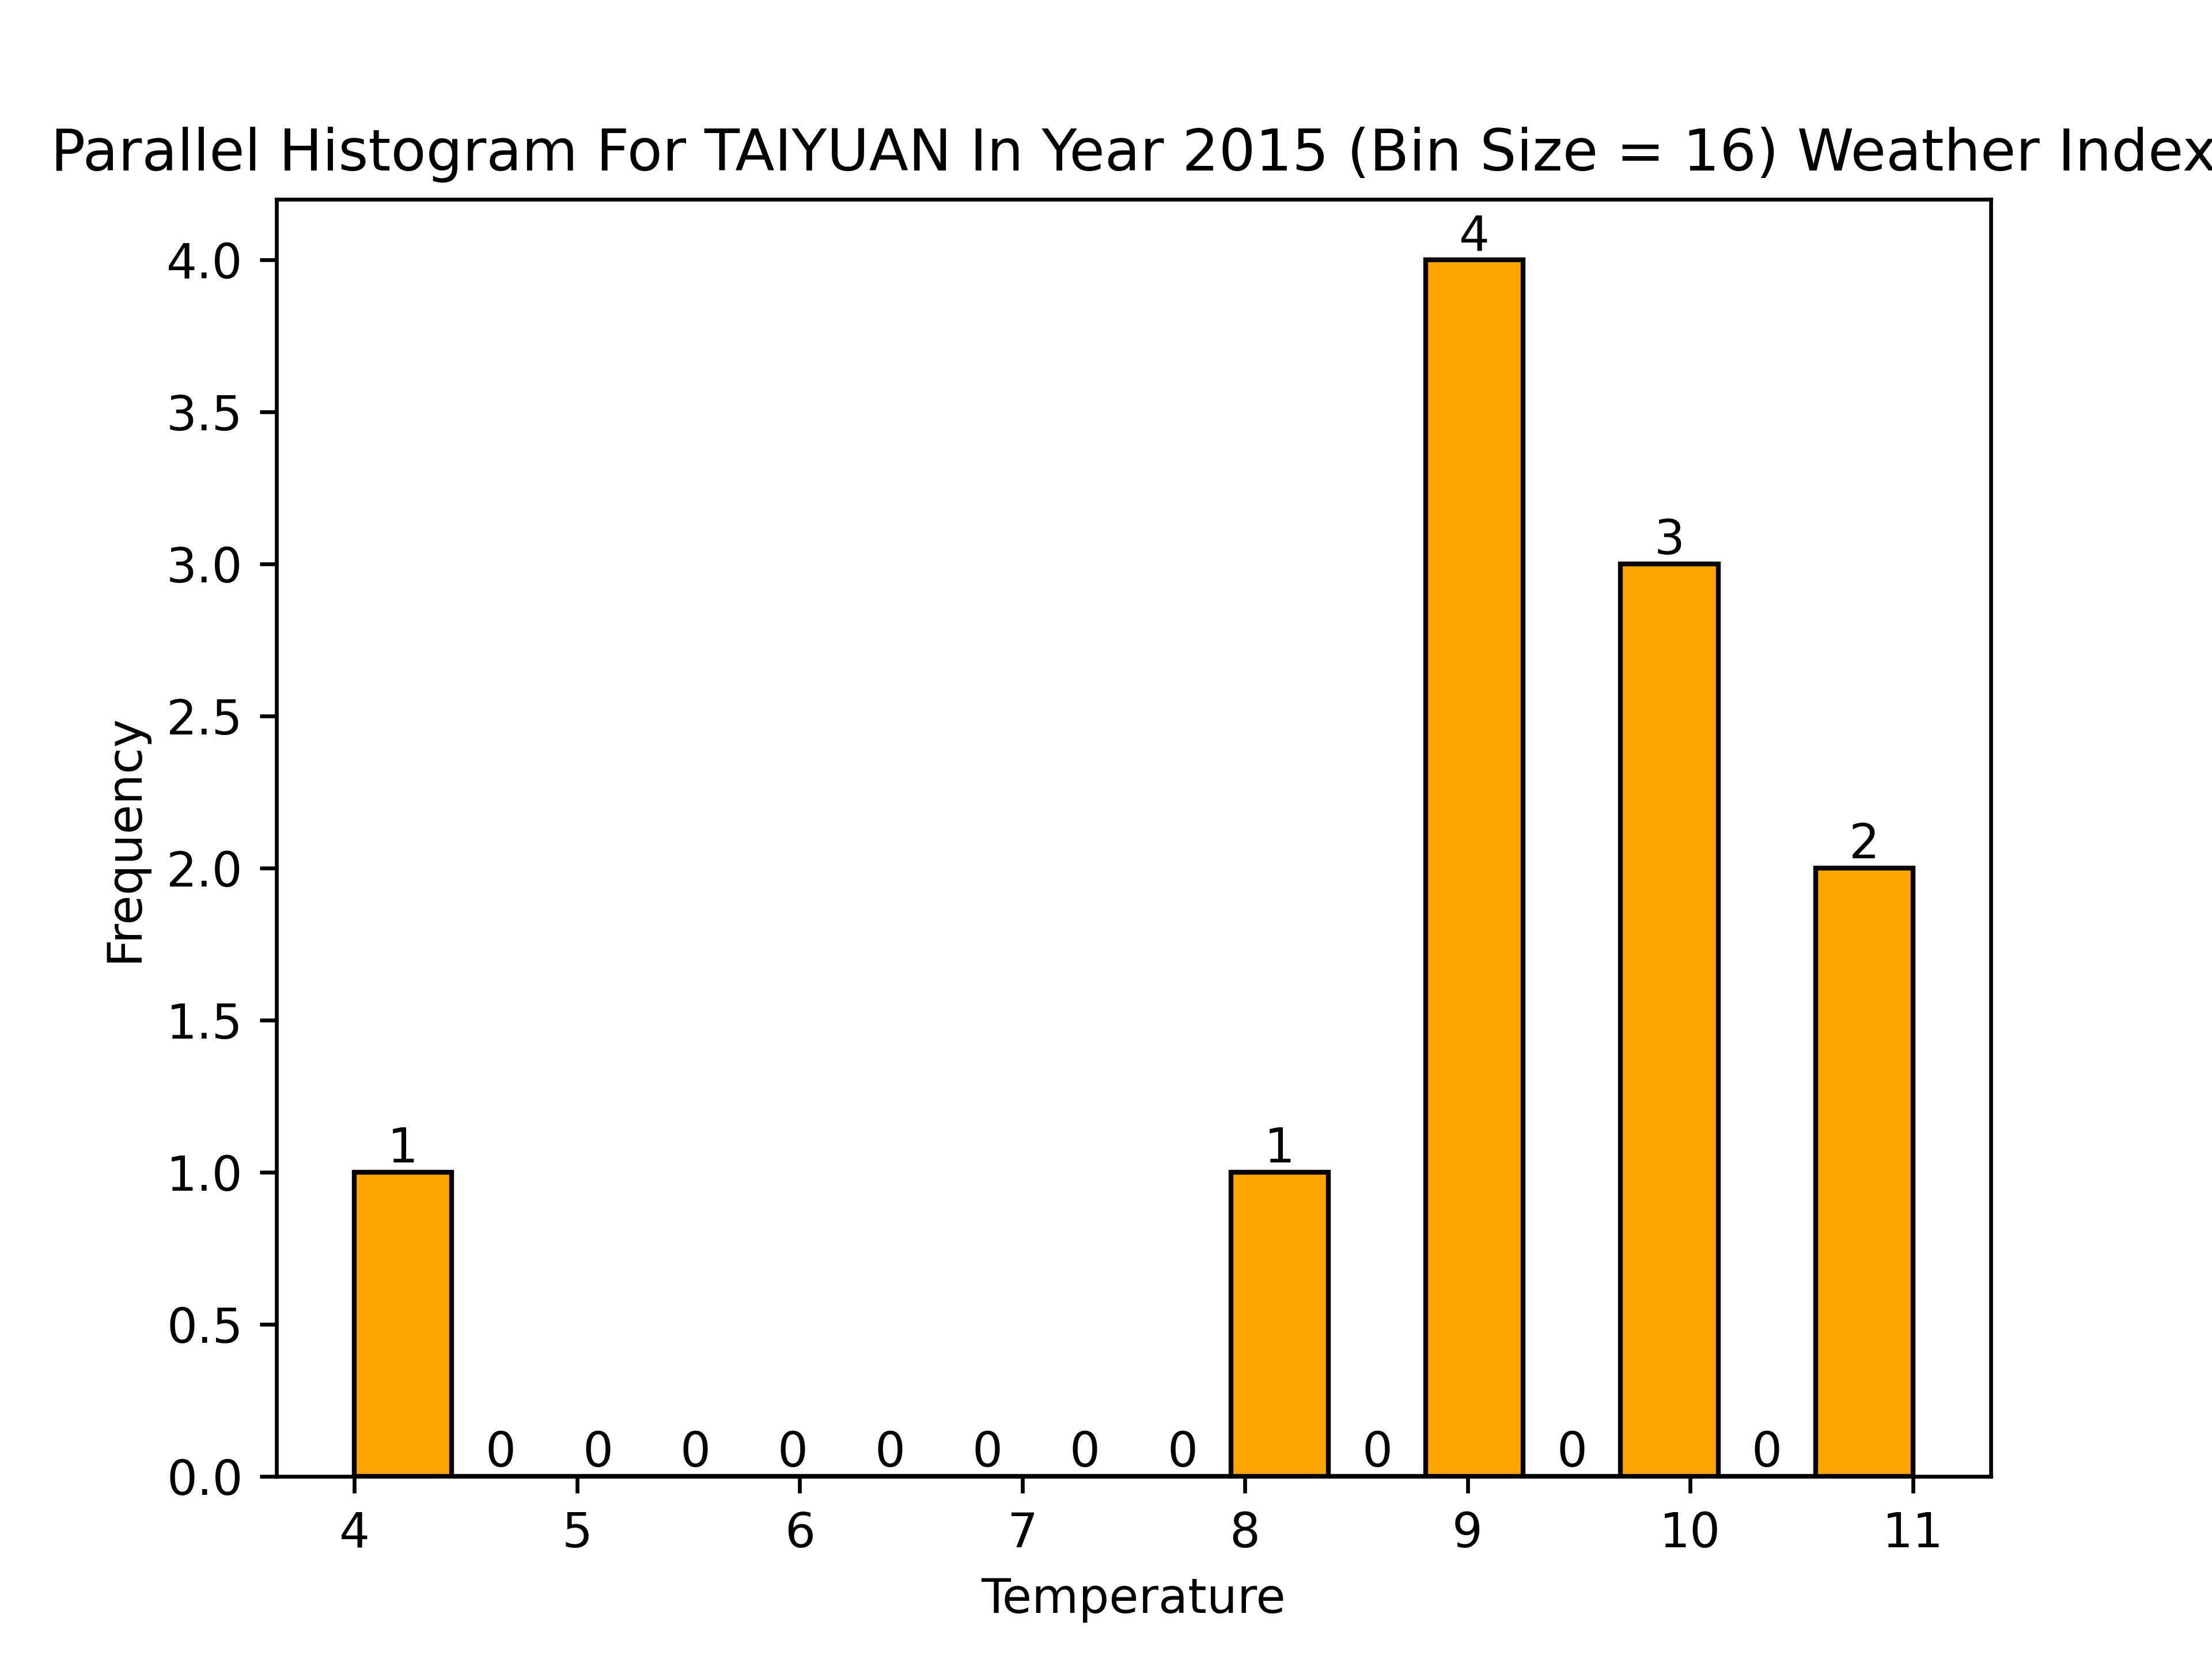 Parallel Histogram For TAIYUAN In Year 2015 (Bin Size = 16) Weather Index
4
4.0
3.5
3
3.0
2.5
Frequency
2
2.0
1.5
1
1
1.0
0.5
0 0 0 0 0 0 0 0 0 0 0
0.0
4 5 6 7 8 9 10 11
Temperature